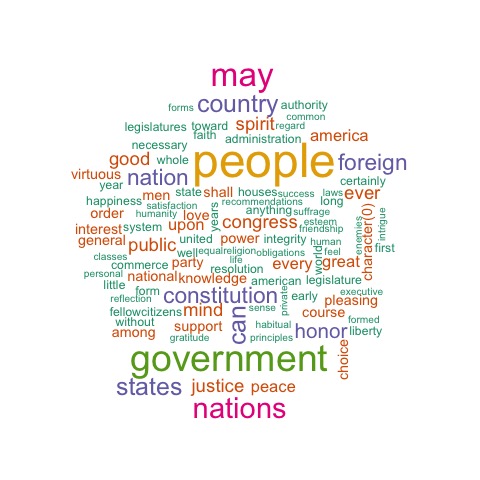 may
forms country authority
common
legislatures toward spirit regard
faith america
necessary administration
good whole people foreign
virtuous nation certainly
year men state shall houses success laws ever
happiness recommendations long
order satisfaction love years anything suffrage
humanity character(0) intrigue
interest system upon congress esteem enemies
friendship
general public united power integrity human first
classes well equal religion obligations world feel
commerce party life every great
personal national knowledge resolution
little american legislature
form constitution private early executive
reflection mind can sense pleasing
fellowcitizens course
without support habitual honor formed
among liberty
gratitude principles
government choice
states justice peace
nations